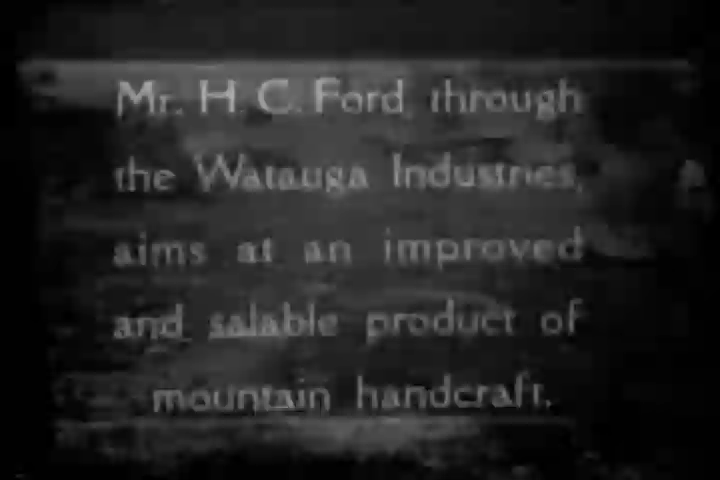 Mr. H. C. Ford, through
the Watauga Industries,
aims at an improved
and salable product of
mountain handcraft.